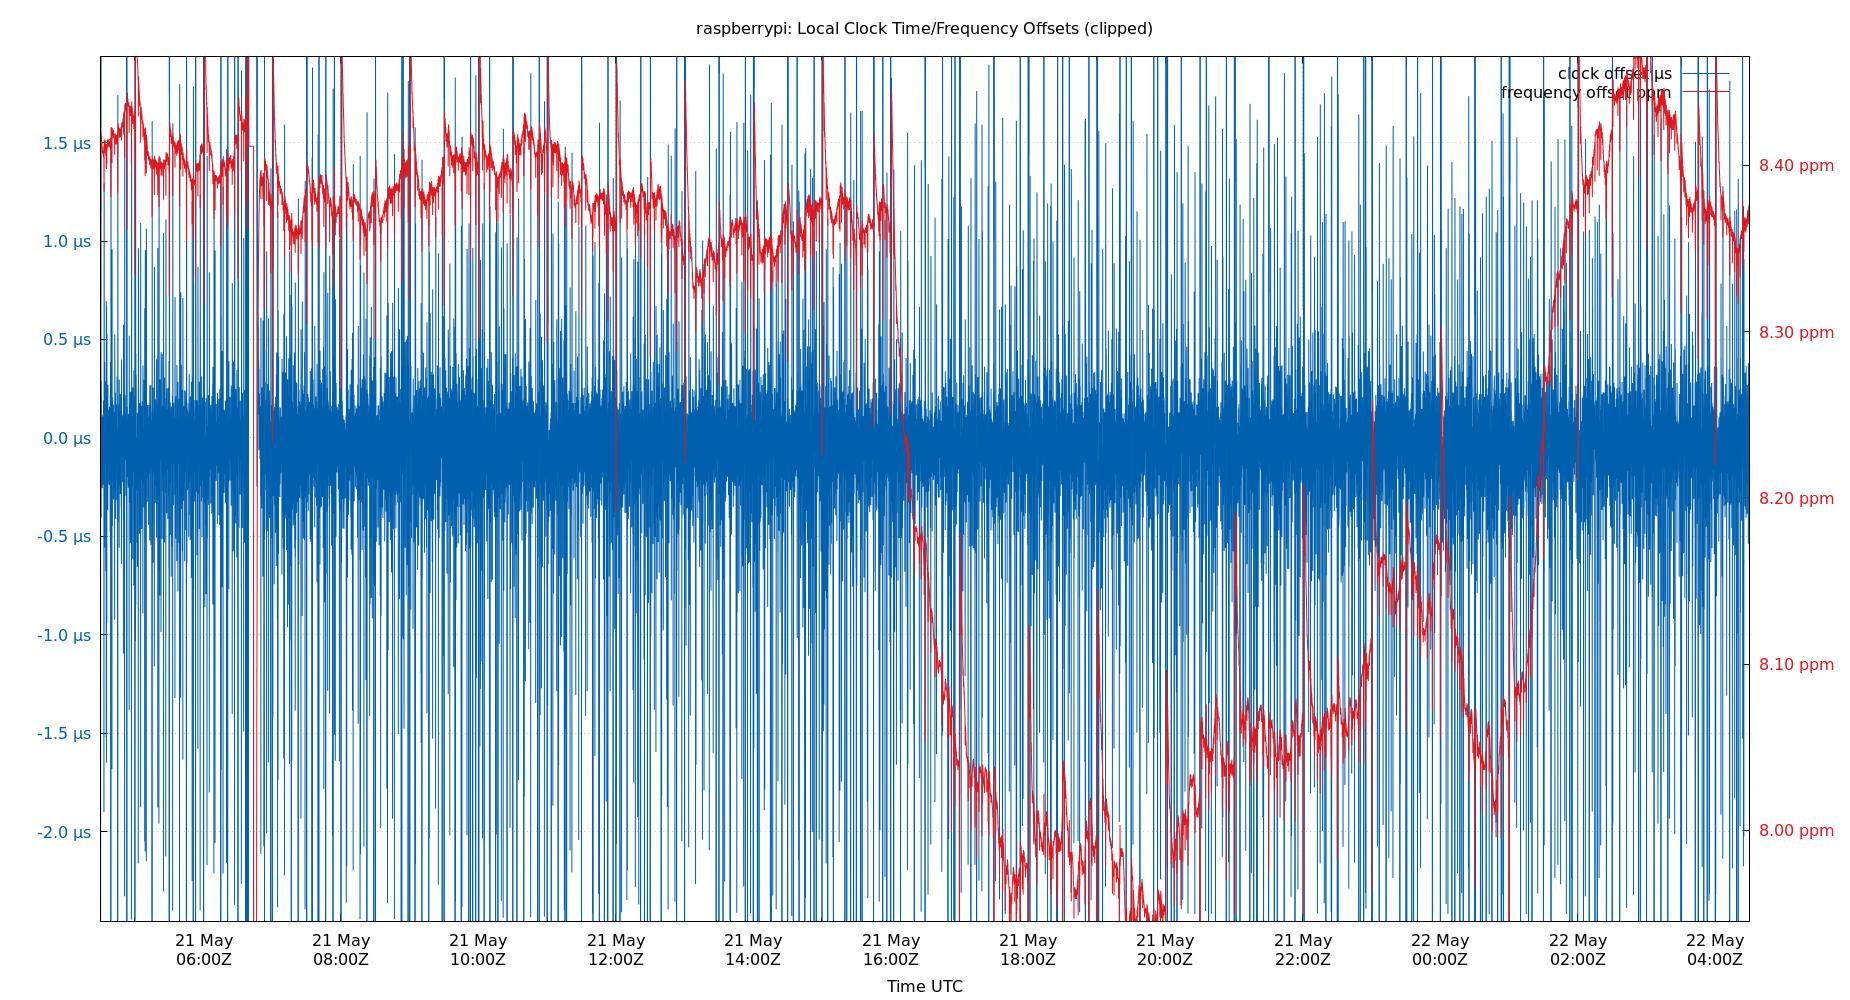 raspberrypi: Local Clock Time/Frequency Offsets (clipped)
clock offset µs
frequency offset ppm
1.5 µs
1.0 µs
0.5 µs
0.0 µs
-0.5 µs
-1.0 µs
-1.5 µs
-2.0 µs
8.40 ppm
8.30 ppm
8.20 ppm
8.10 ppm
8.00 ppm
21 May 21 May 21 May 21 May 21 May 21 May 21 May 21 May 21 May 22 May 22 May 22 May
06:00Z 08:00Z 10:00Z 12:00Z 14:00Z 16:00Z 18:00Z 20:00Z 22:00Z 00:00Z 02:00Z 04:00Z
Time UTC